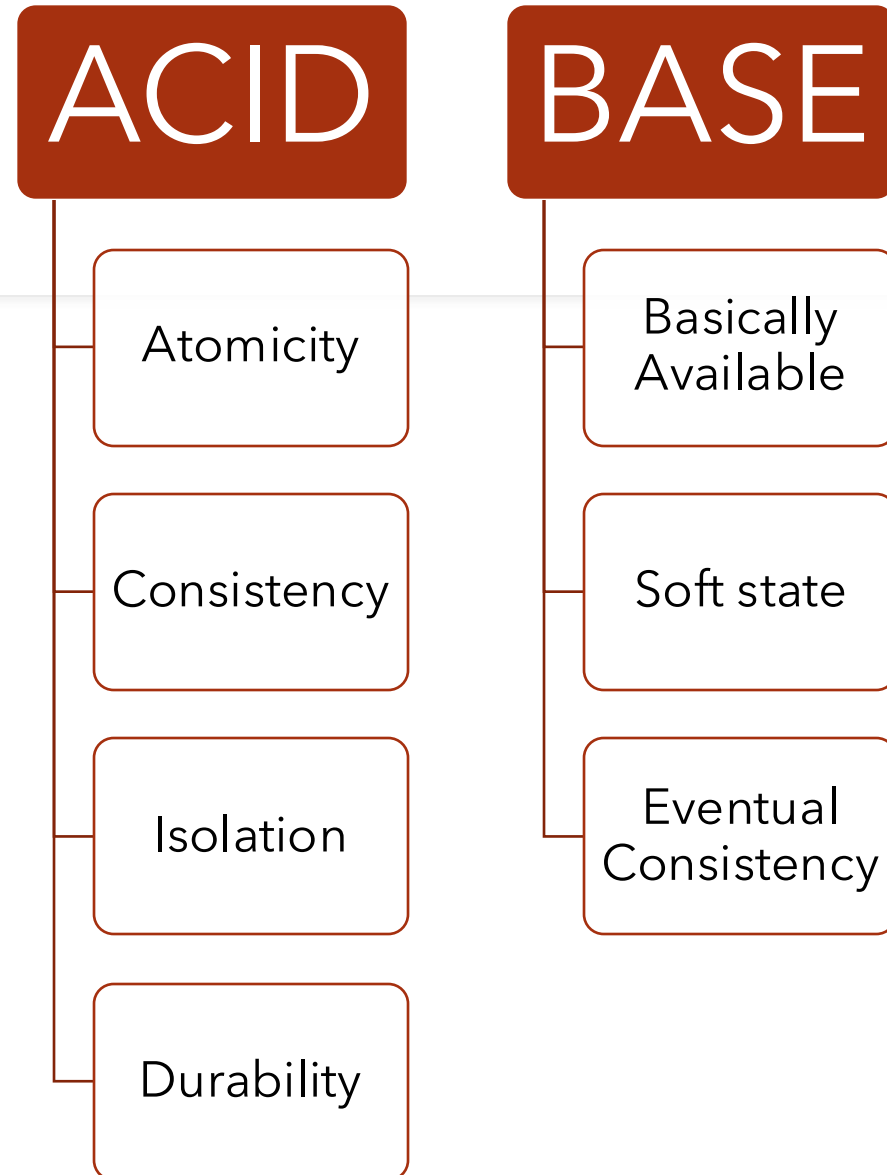 ACID
Atomicity
Consistency
Isolation
Durability
BASE
Basically
Available
Soft state
Eventual
Consistency